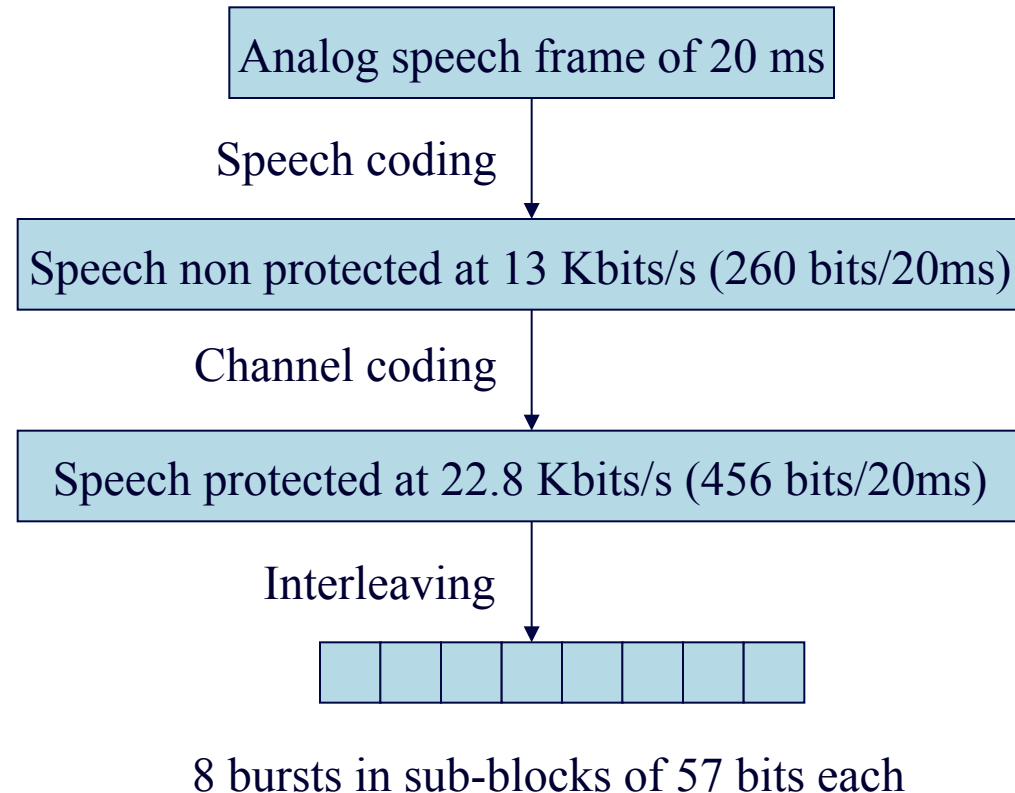 Analog speech frame of 20 ms
Speech coding
Speech non protected at 13 Kbits/s (260 bits/20ms)
Channel coding
Speech protected at 22.8 Kbits/s (456 bits/20ms)
Interleaving
8 bursts in sub-blocks of 57 bits each